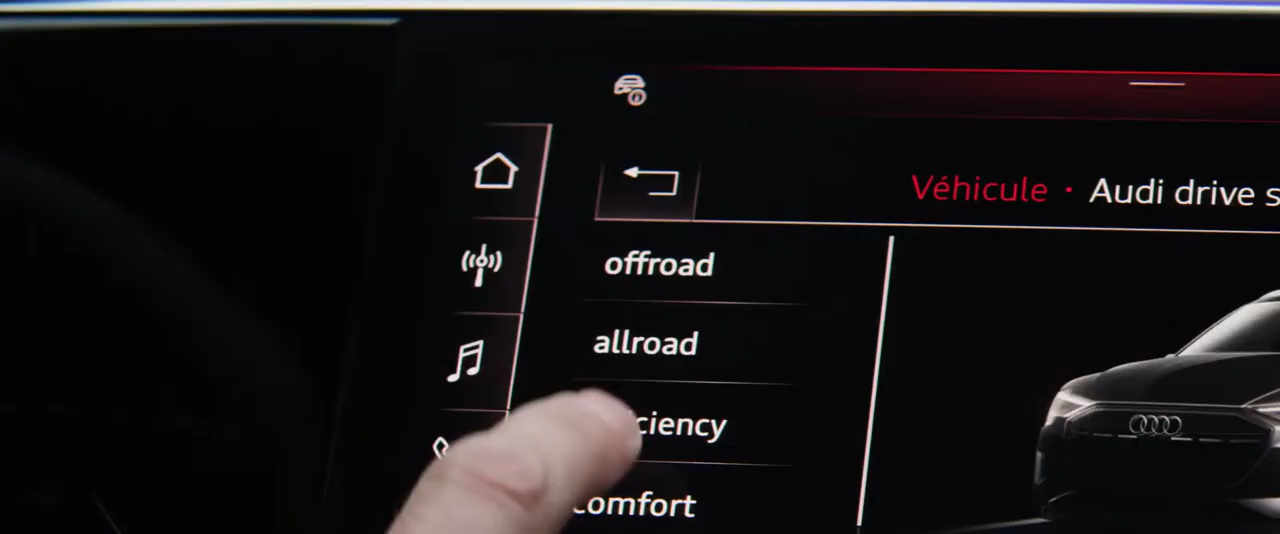 Véhicule · Audi drive s
offroad
allroad
ciency
comfort